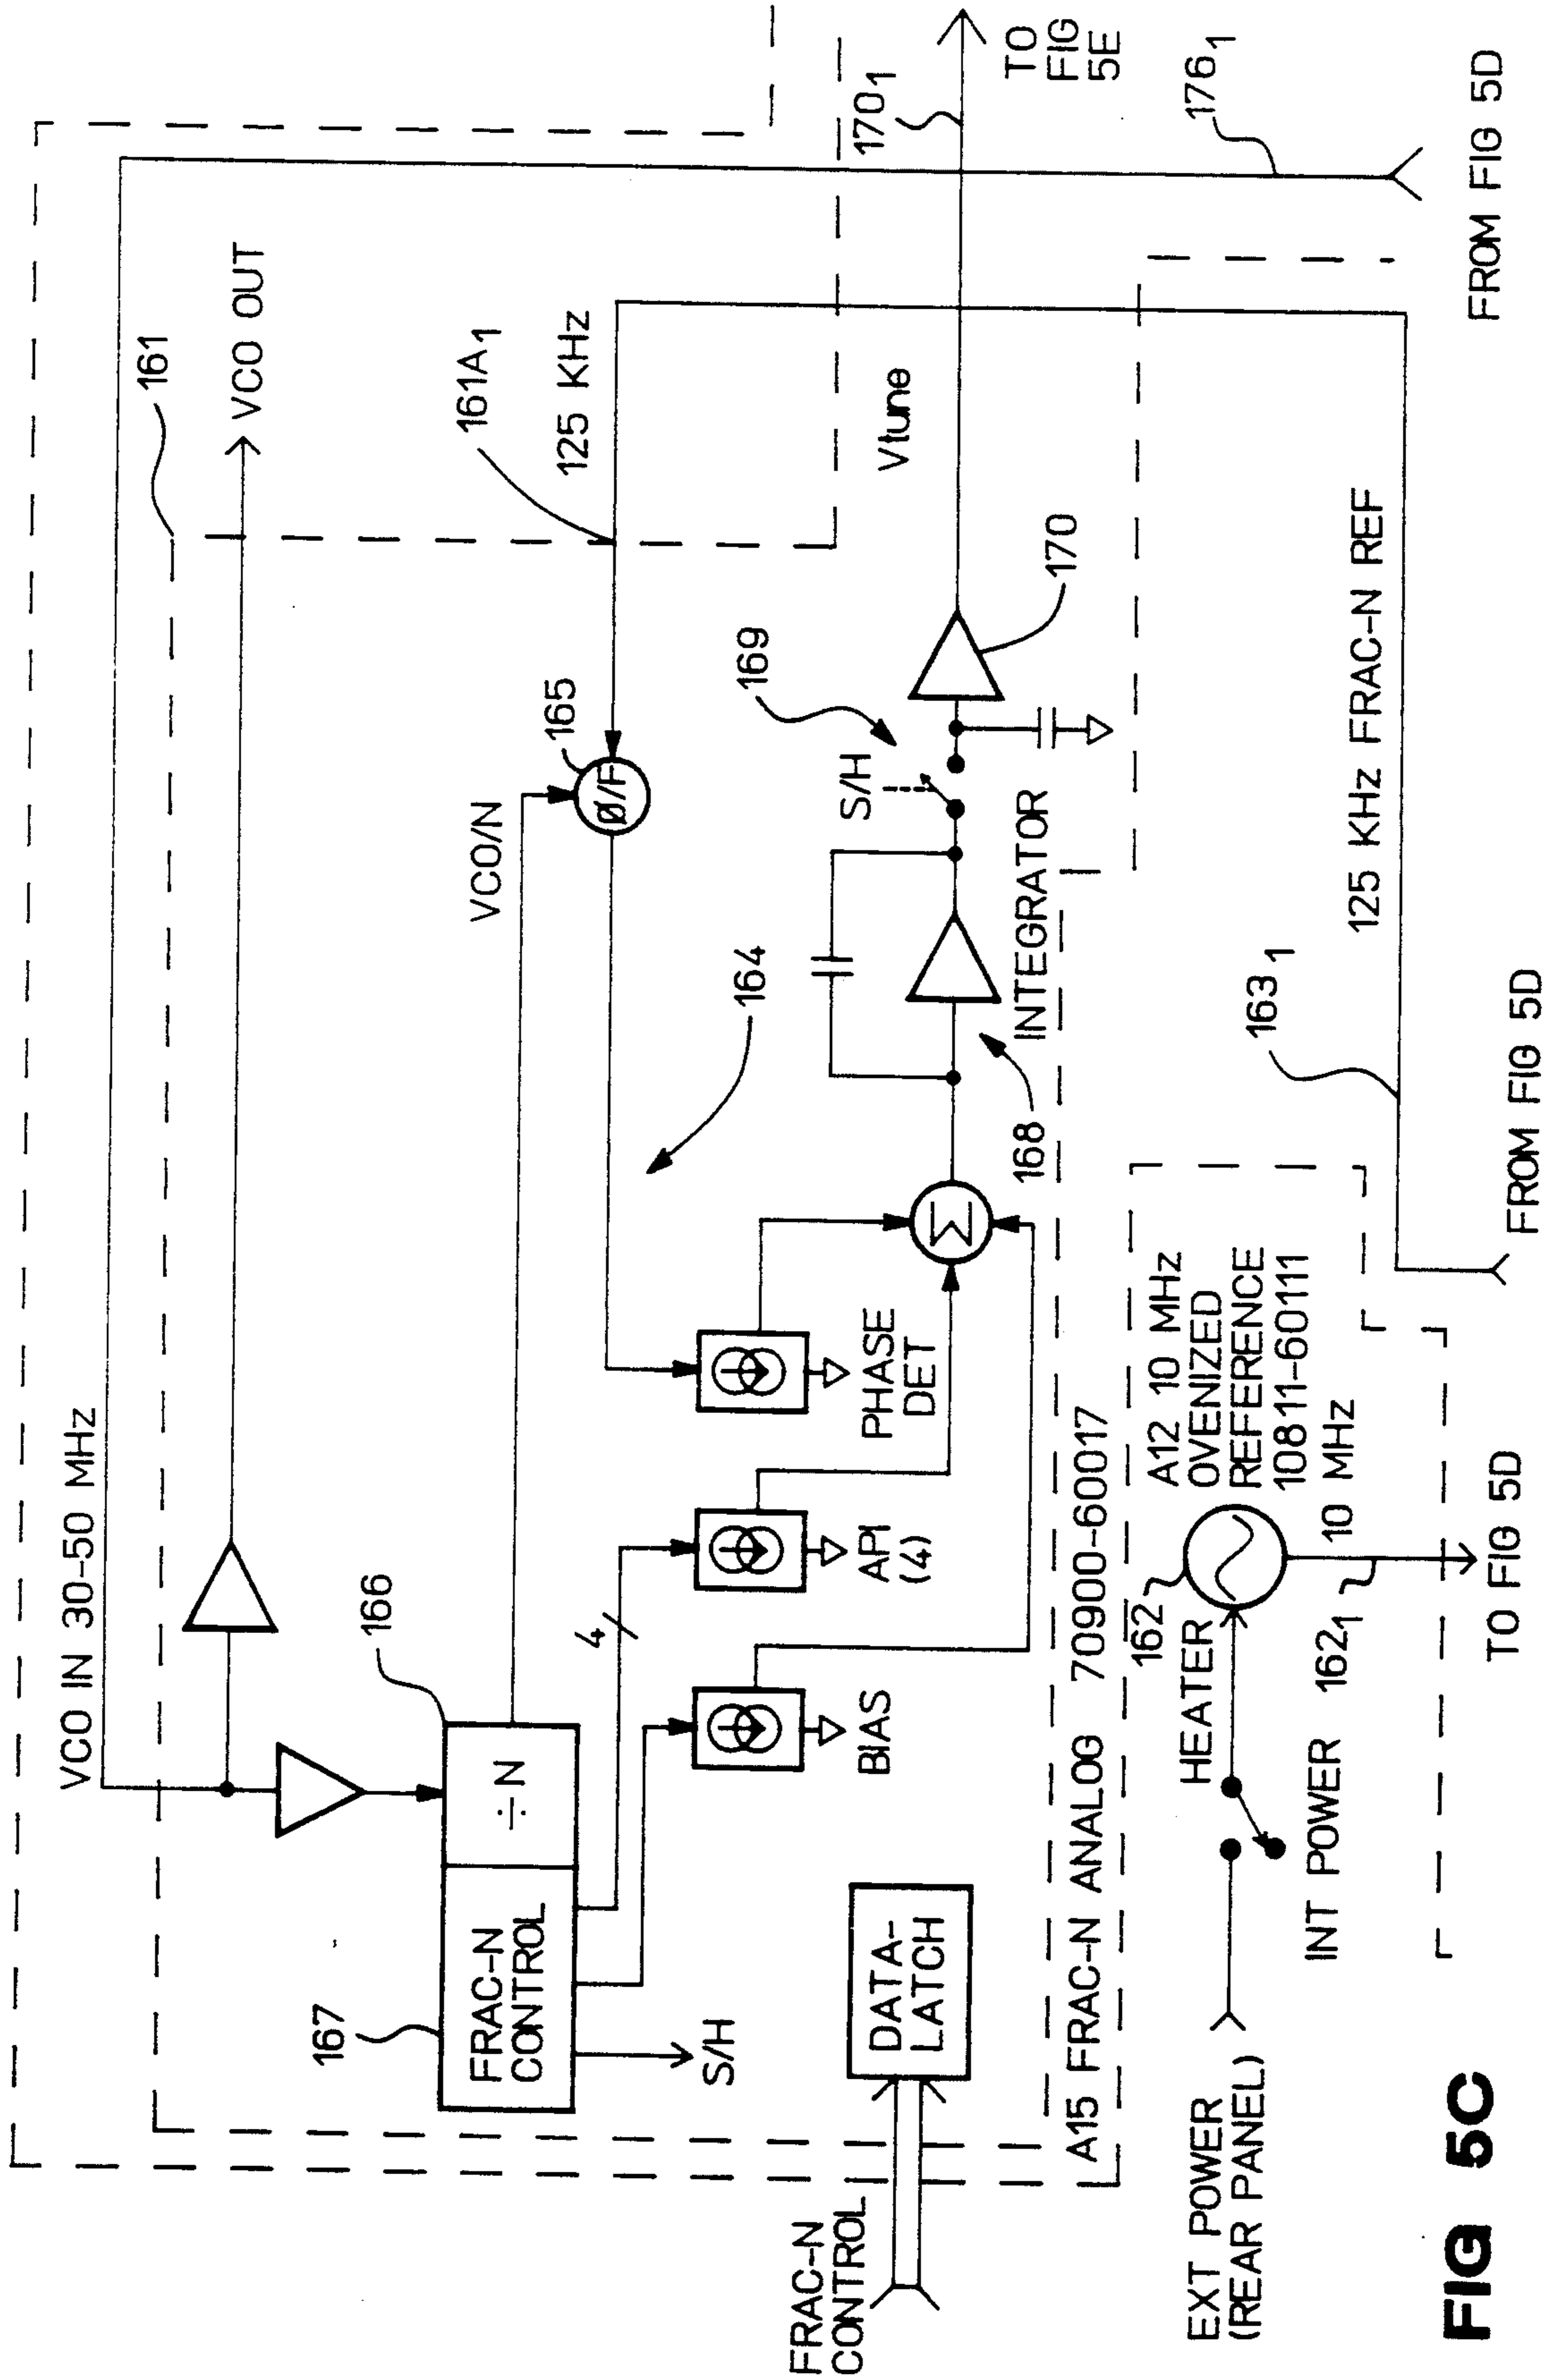 VCO IN 30-50 MHz
161
VCO OUT
166
167
FRAC-N
CONTROL
÷N
VCO/N
161A1
125 KHz
165
Ø/F
S/H
4
164
169
S/H
Vtune
1701
TO
FIG
5E
BIAS
API
(4)
PHASE
DET
Σ
168
INTEGRATOR
170
FRAC-N
CONTROL
DATA-
LATCH
A15 FRAC-N ANALOG 70900-60017
1761
FROM FIG 5D
EXT POWER
(REAR PANEL)
HEATER
INT POWER
162
A12 10 MHz
OVENIZED
REFERENCE
10811-60111
10 MHz
1621
TO FIG 5D
1631
125 KHz FRAC-N REF
FROM FIG 5D
FIG 5C